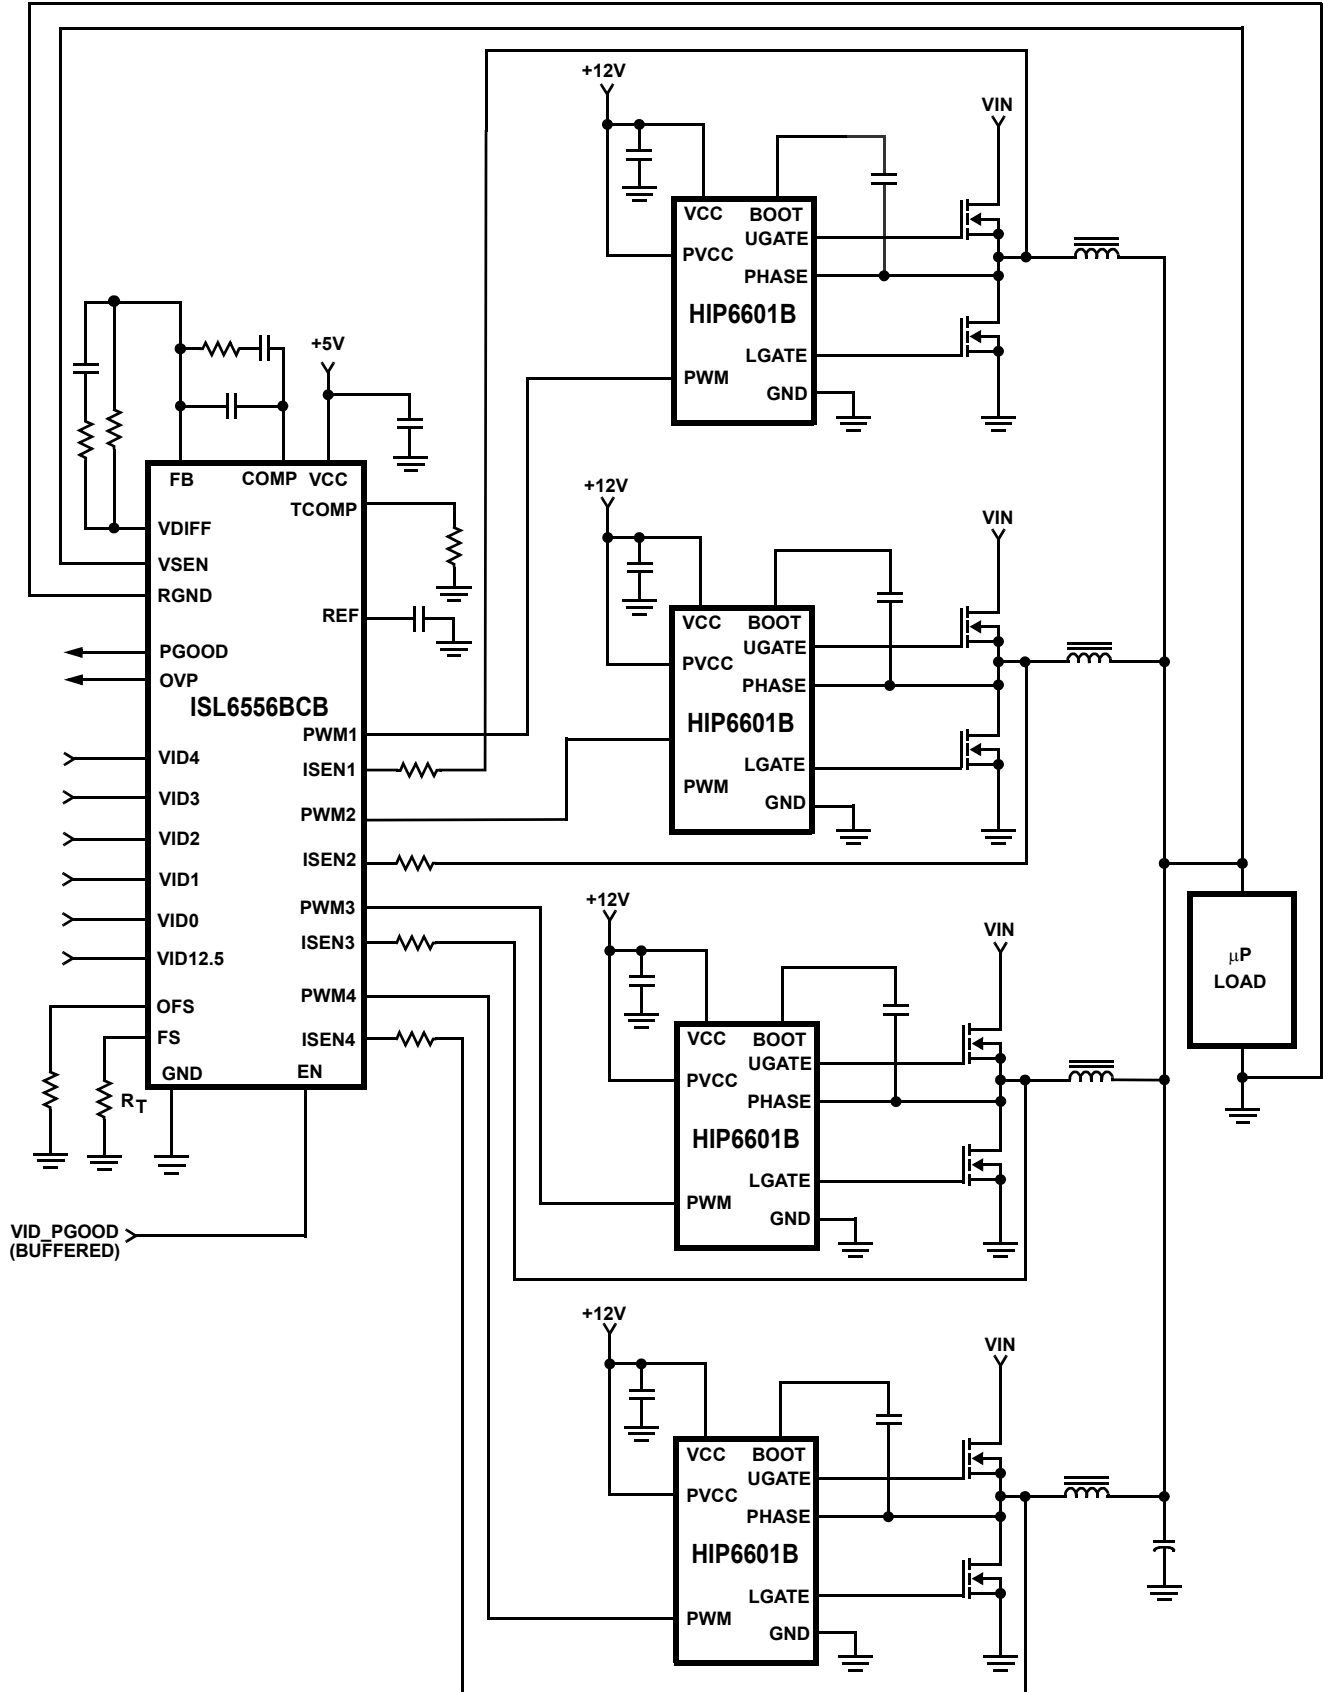 +12V
VIN
VCC
BOOT
UGATE
PVCC
PHASE
HIP6601B
LGATE
PWM
GND
+5V
FB
COMP
VCC
TCOMP
VDIFF
VSEN
RGND
REF
PGOOD
OVP
ISL6556BCB
PWM1
ISEN1
VID4
VID3
PWM2
VID2
ISEN2
VID1
PWM3
VID0
ISEN3
VID12.5
PWM4
OFS
ISEN4
FS
GND
EN
RT
VID_PGOOD
(BUFFERED)
+12V
VIN
VCC
BOOT
UGATE
PVCC
PHASE
HIP6601B
LGATE
PWM
GND
+12V
VIN
VCC
BOOT
UGATE
PVCC
PHASE
HIP6601B
LGATE
PWM
GND
μP
LOAD
+12V
VIN
VCC
BOOT
UGATE
PVCC
PHASE
HIP6601B
LGATE
PWM
GND